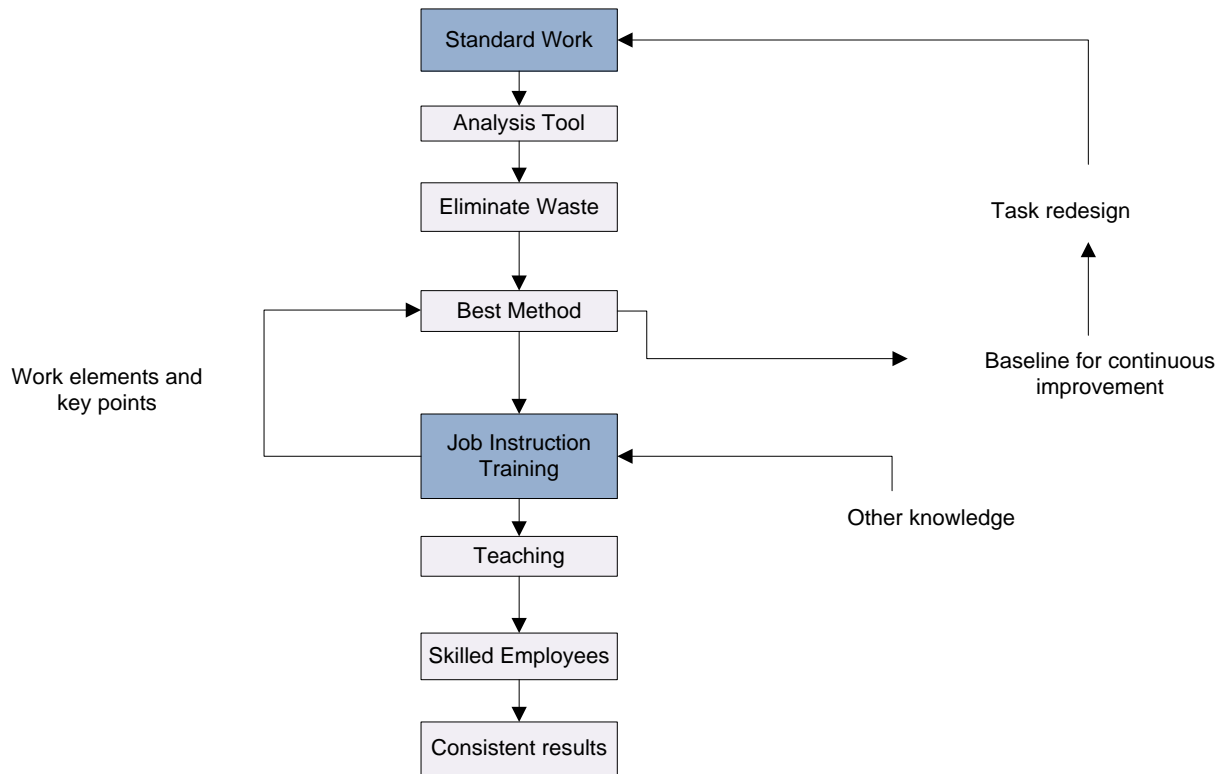 Standard Work
Analysis Tool
Eliminate Waste
Task redesign
Best Method
Work elements and
key points
Baseline for continuous
improvement
Job Instruction
Training
Other knowledge
Teaching
Skilled Employees
Consistent results